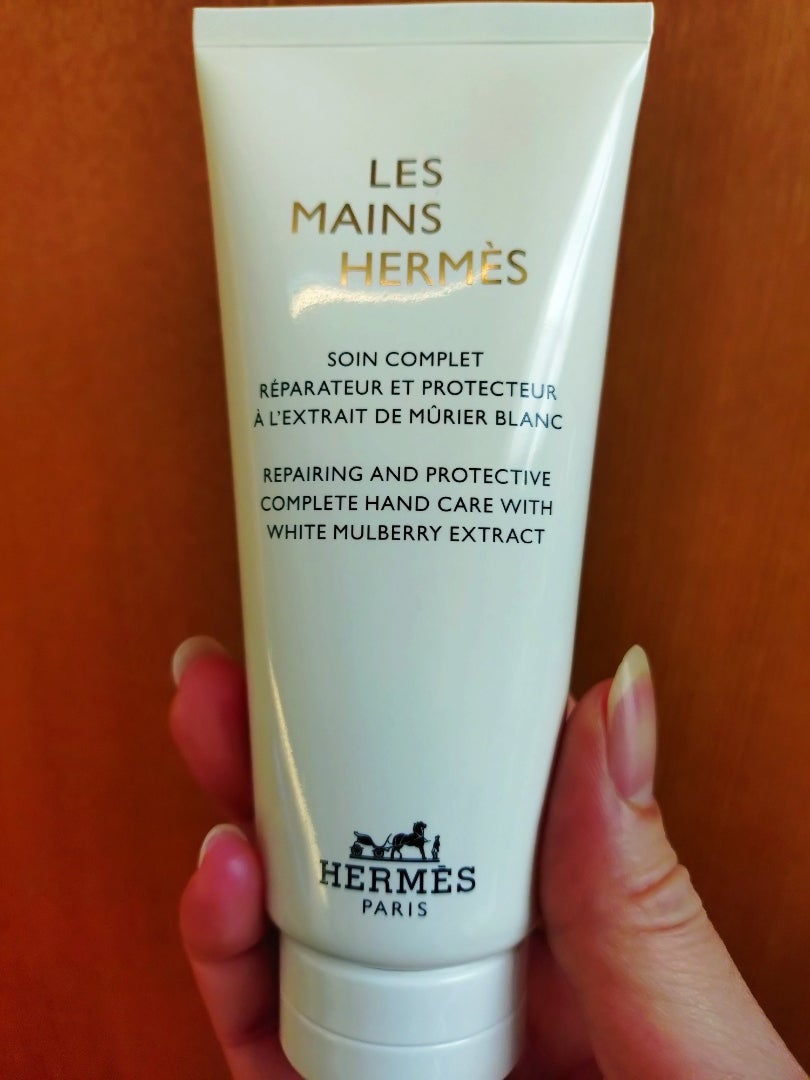 LES
MAINS
HERMÈS
SOIN COMPLET
RÉPARATEUR ET PROTECTEUR
À L'EXTRAIT DE MÛRIER BLANC
REPAIRING AND PROTECTIVE
COMPLETE HAND CARE WITH
WHITE MULBERRY EXTRACT
HERMÈS
PARIS